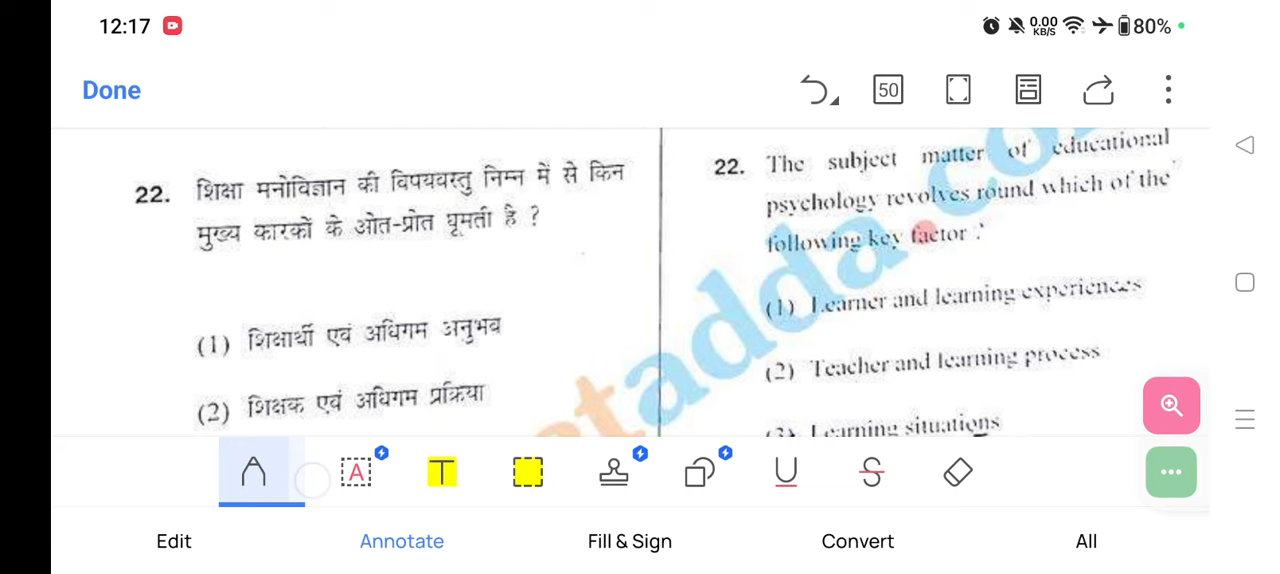 12:17
0.00
KB/S
80%
Done
50
22. शिक्षा मनोविज्ञान की विषयवस्तु निम्न में से किन
मुख्य कारकों के ओत-प्रोत घूमती है ?
(1) शिक्षार्थी एवं अधिगम अनुभव
(2) शिक्षक एवं अधिगम प्रक्रिया
22. The subject matter of educational
psychology revolves round which of the
following key factor ?
(1) Learner and learning experiences
(2) Teacher and learning process
(3) Learning situations
tadda.co
A
T
U
S
Edit
Annotate
Fill & Sign
Convert
All